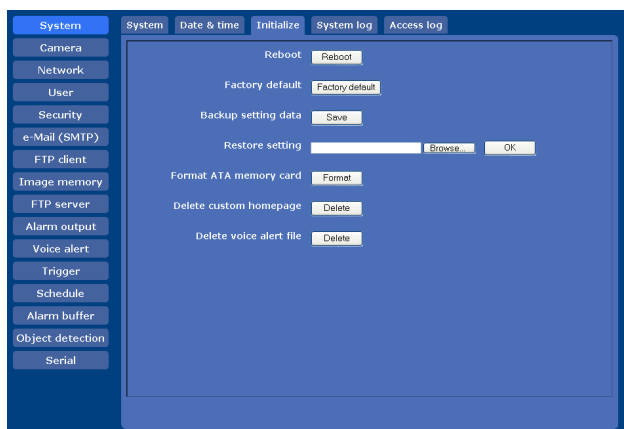 System
Camera
Network
User
Security
e-Mail (SMTP)
FTP client
Image memory
FTP server
Alarm output
Voice alert
Trigger
Schedule
Alarm buffer
Object detection
Serial
System Date & time Initialize System log Access log
Reboot Reboot
Factory default Factory default
Backup setting data Save
Restore setting Browse... OK
Format ATA memory card Format
Delete custom homepage Delete
Delete voice alert file Delete